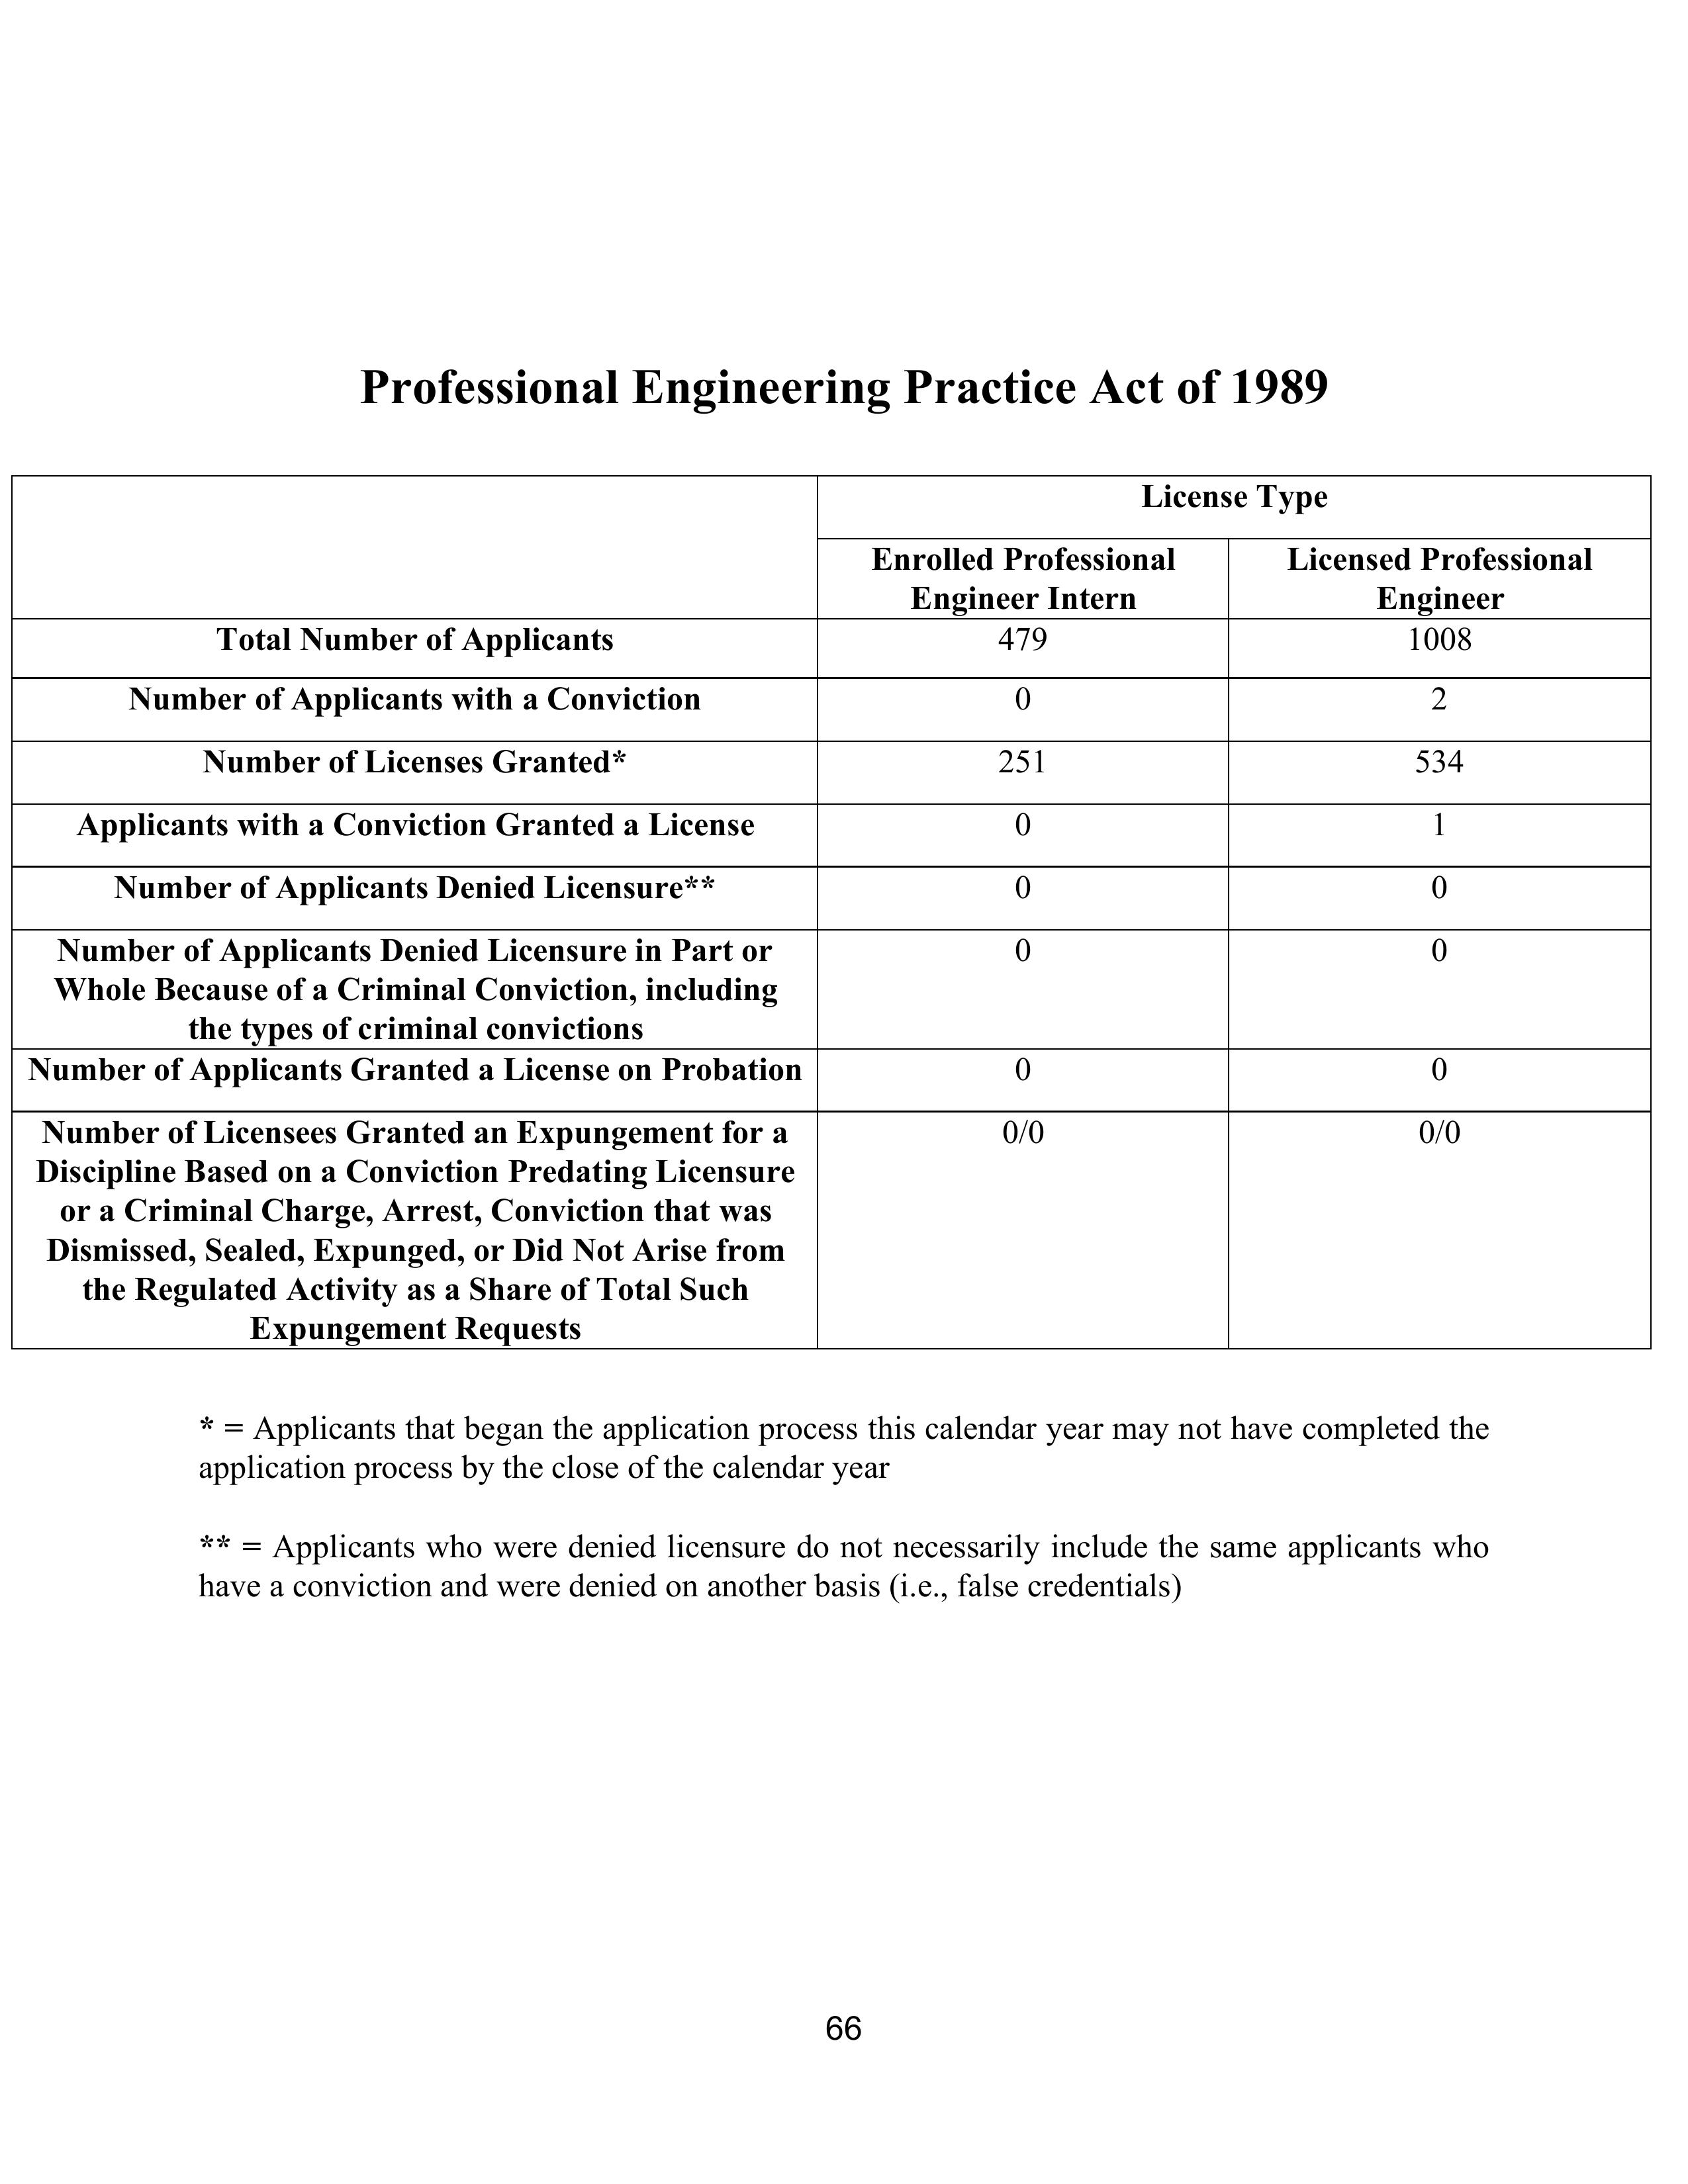 Professional Engineering Practice Act of 1989
License Type
Enrolled Professional
Engineer Intern
Licensed Professional
Engineer
Total Number of Applicants
479
1008
Number of Applicants with a Conviction
0
2
Number of Licenses Granted*
251
534
Applicants with a Conviction Granted a License
0
1
Number of Applicants Denied Licensure**
0
0
Number of Applicants Denied Licensure in Part or
Whole Because of a Criminal Conviction, including
the types of criminal convictions
0
0
Number of Applicants Granted a License on Probation
0
0
Number of Licensees Granted an Expungement for a
Discipline Based on a Conviction Predating Licensure
or a Criminal Charge, Arrest, Conviction that was
Dismissed, Sealed, Expunged, or Did Not Arise from
the Regulated Activity as a Share of Total Such
Expungement Requests
0/0
0/0
* = Applicants that began the application process this calendar year may not have completed the
application process by the close of the calendar year
** = Applicants who were denied licensure do not necessarily include the same applicants who
have a conviction and were denied on another basis (i.e., false credentials)
66